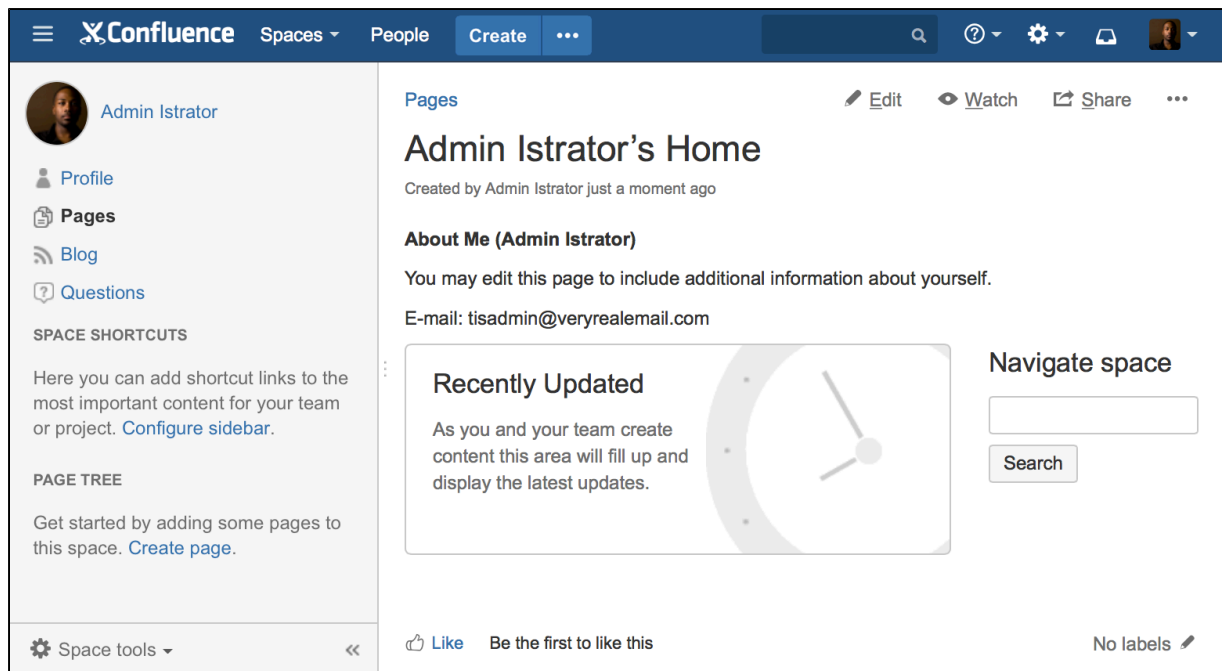 Confluence Spaces People Create
Admin Istrator
Profile
Pages
Blog
Questions
SPACE SHORTCUTS
Here you can add shortcut links to the
most important content for your team
or project. Configure sidebar.
PAGE TREE
Get started by adding some pages to
this space. Create page.
Space tools
Pages
Edit Watch Share
Admin Istrator’s Home
Created by Admin Istrator just a moment ago
About Me (Admin Istrator)
You may edit this page to include additional information about yourself.
E-mail: tisadmin@veryrealemail.com
Recently Updated
As you and your team create
content this area will fill up and
display the latest updates.
Navigate space
Search
Like Be the first to like this
No labels